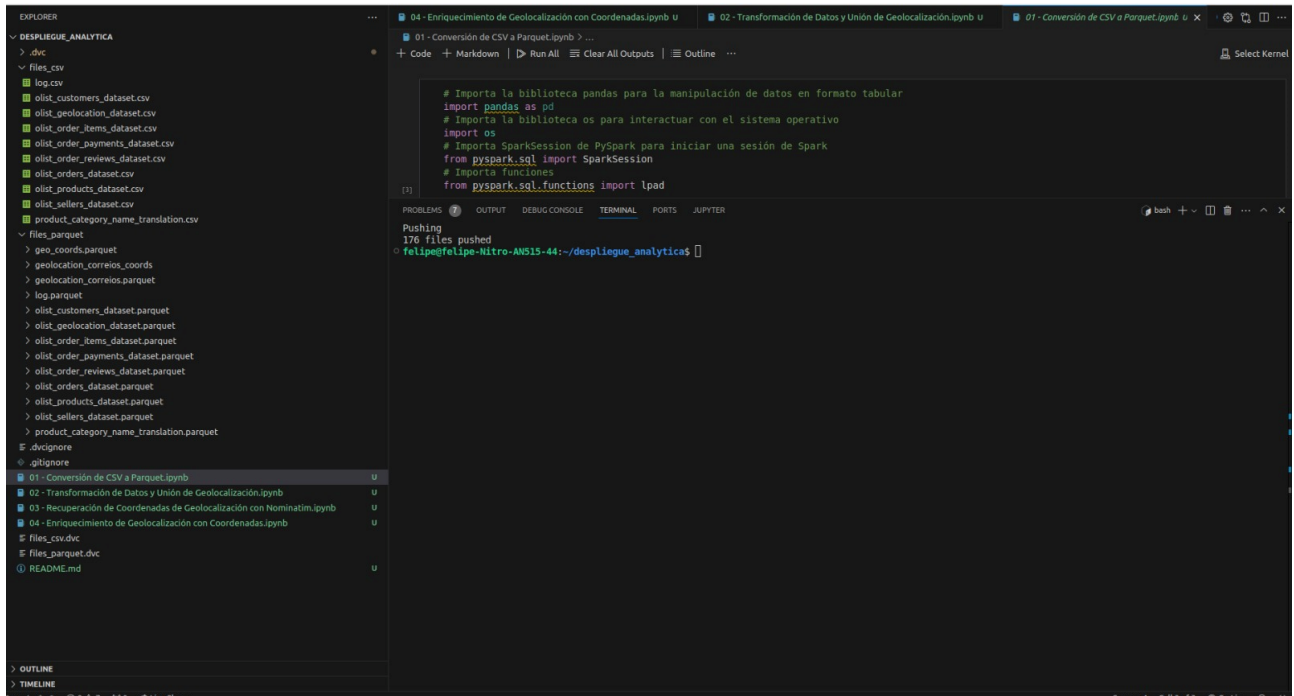 EXPLORER
DESPLIEGUE_ANALYTICA
.dvc
files_csv
log.csv
olist_customers_dataset.csv
olist_geolocation_dataset.csv
olist_order_items_dataset.csv
olist_order_payments_dataset.csv
olist_order_reviews_dataset.csv
olist_orders_dataset.csv
olist_products_dataset.csv
olist_sellers_dataset.csv
product_category_name_translation.csv
files_parquet
geo_coords.parquet
geolocation_correios_coords
geolocation_correios.parquet
log.parquet
olist_customers_dataset.parquet
olist_geolocation_dataset.parquet
olist_order_items_dataset.parquet
olist_order_payments_dataset.parquet
olist_order_reviews_dataset.parquet
olist_orders_dataset.parquet
olist_products_dataset.parquet
olist_sellers_dataset.parquet
product_category_name_translation.parquet
.dvcignore
.gitignore
01 - Conversión de CSV a Parquet.ipynb U
02 - Transformación de Datos y Unión de Geolocalización.ipynb U
03 - Recuperación de Coordenadas de Geolocalización con Nominatim.ipynb U
04 - Enriquecimiento de Geolocalización con Coordenadas.ipynb U
files_csv.dvc
files_parquet.dvc
README.md U
OUTLINE
TIMELINE
04 - Enriquecimiento de Geolocalización con Coordenadas.ipynb U 02 - Transformación de Datos y Unión de Geolocalización.ipynb U 01 - Conversión de CSV a Parquet.ipynb U
01 - Conversión de CSV a Parquet.ipynb > ...
+ Code + Markdown | Run All Clear All Outputs | Outline ... Select Kernel
# Importa la biblioteca pandas para la manipulación de datos en formato tabular
import pandas as pd
# Importa la biblioteca os para interactuar con el sistema operativo
import os
# Importa SparkSession de PySpark para iniciar una sesión de Spark
from pyspark.sql import SparkSession
# Importa funciones
from pyspark.sql.functions import lpad
[3]
PROBLEMS 7 OUTPUT DEBUG CONSOLE TERMINAL PORTS JUPYTER bash
Pushing
176 files pushed
felipe@felipe-Nitro-AN515-44:~/despliegue_analytica$